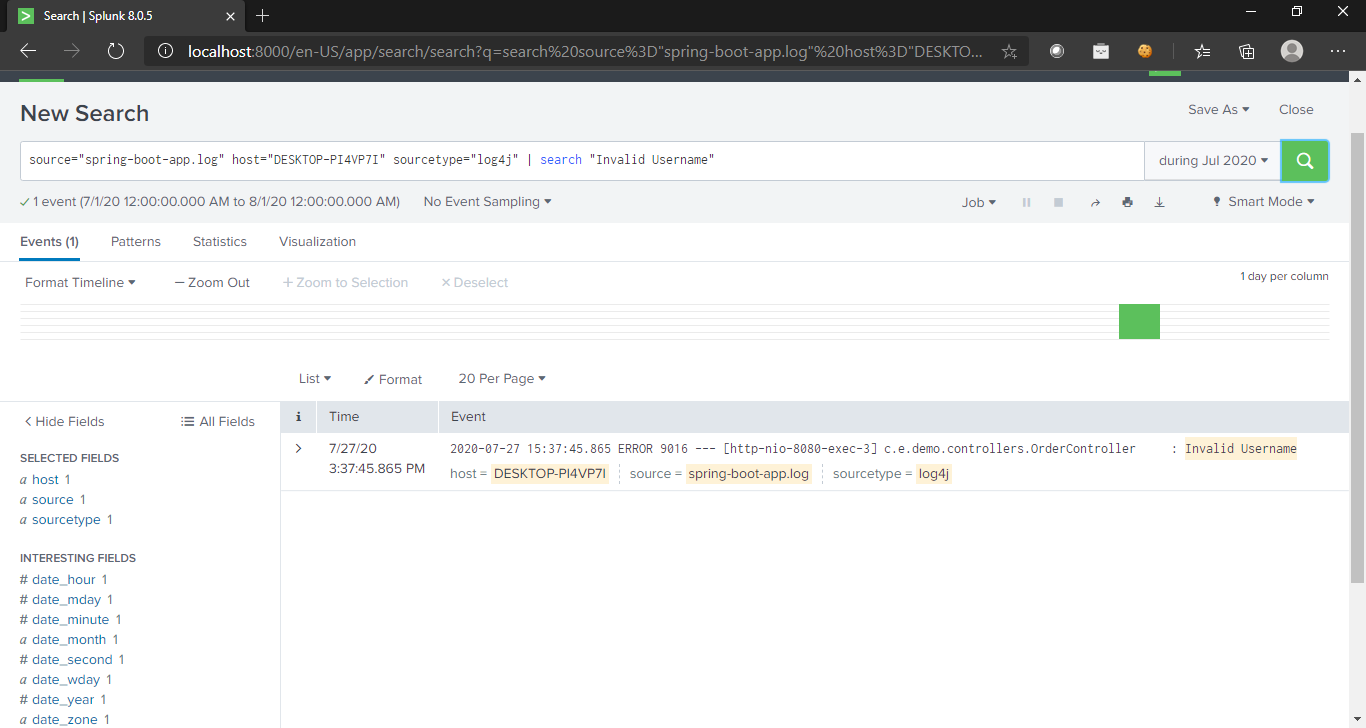 Search | Splunk 8.0.5
localhost:8000/en-US/app/search/search?q=search%20source%3D"spring-boot-app.log"%20host%3D"DESKTO...
New Search
Save As
Close
source="spring-boot-app.log" host="DESKTOP-PI4VP7I" sourcetype="log4j" | search "Invalid Username"
during Jul 2020
1 event (7/1/20 12:00:00.000 AM to 8/1/20 12:00:00.000 AM)
No Event Sampling
Job
Smart Mode
Events (1)
Patterns
Statistics
Visualization
Format Timeline
— Zoom Out
+ Zoom to Selection
× Deselect
1 day per column
List
Format
20 Per Page
< Hide Fields
All Fields
i
Time
Event
SELECTED FIELDS
a host 1
a source 1
a sourcetype 1
INTERESTING FIELDS
# date_hour 1
# date_mday 1
# date_minute 1
a date_month 1
# date_second 1
a date_wday 1
# date_year 1
a date_zone 1
>
7/27/20
3:37:45.865 PM
2020-07-27 15:37:45.865 ERROR 9016 --- [http-nio-8080-exec-3] c.e.demo.controllers.OrderController : Invalid Username
host = DESKTOP-PI4VP7I source = spring-boot-app.log sourcetype = log4j